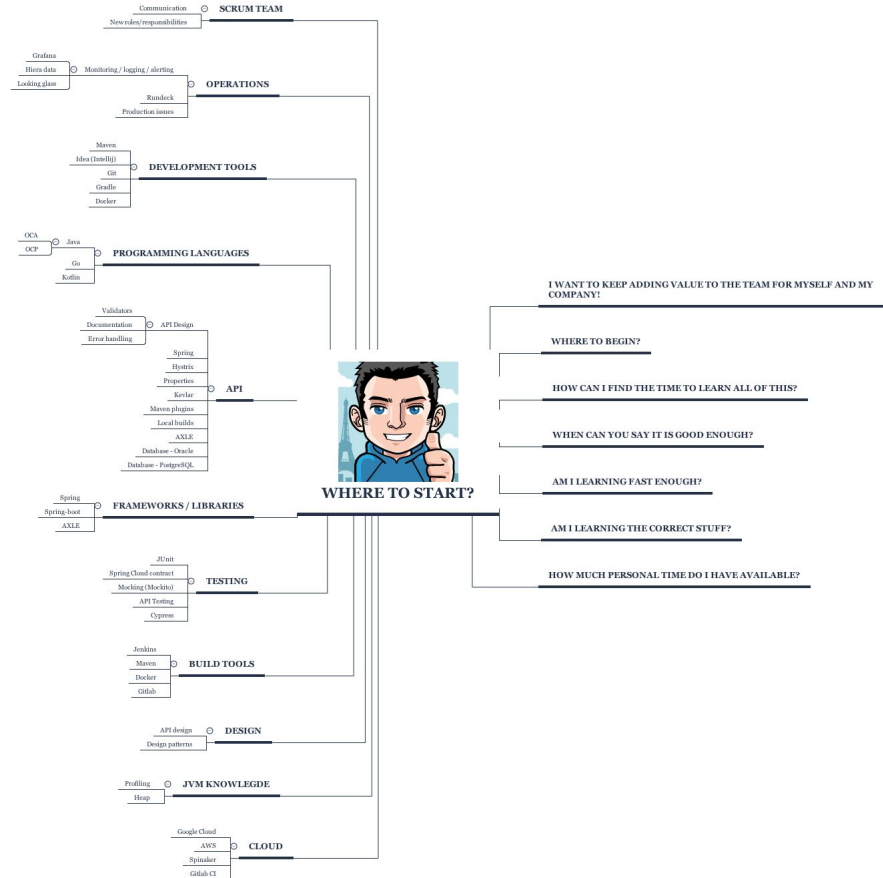 Communication
New roles/responsibilities
SCRUM TEAM
Grafana
Hiera data
Looking glass
Monitoring / logging / alerting
Rundeck
Production issues
OPERATIONS
Maven
Idea (Intellij)
Git
Gradle
Docker
DEVELOPMENT TOOLS
OCA
OCP
Java
Go
Kotlin
PROGRAMMING LANGUAGES
Validators
Documentation
Error handling
API Design
Spring
Hystrix
Properties
Kevlar
Maven plugins
Local builds
AXLE
Database - Oracle
Database - PostgreSQL
API
Spring
Spring-boot
AXLE
FRAMEWORKS / LIBRARIES
JUnit
Spring Cloud contract
Mocking (Mockito)
API Testing
Cypress
TESTING
Jenkins
Maven
Docker
Gitlab
BUILD TOOLS
API design
Design patterns
DESIGN
Profiling
Heap
JVM KNOWLEGDE
Google Cloud
AWS
Spinaker
Gitlab CI
CLOUD
WHERE TO START?
I WANT TO KEEP ADDING VALUE TO THE TEAM FOR MYSELF AND MY
COMPANY!
WHERE TO BEGIN?
HOW CAN I FIND THE TIME TO LEARN ALL OF THIS?
WHEN CAN YOU SAY IT IS GOOD ENOUGH?
AM I LEARNING FAST ENOUGH?
AM I LEARNING THE CORRECT STUFF?
HOW MUCH PERSONAL TIME DO I HAVE AVAILABLE?